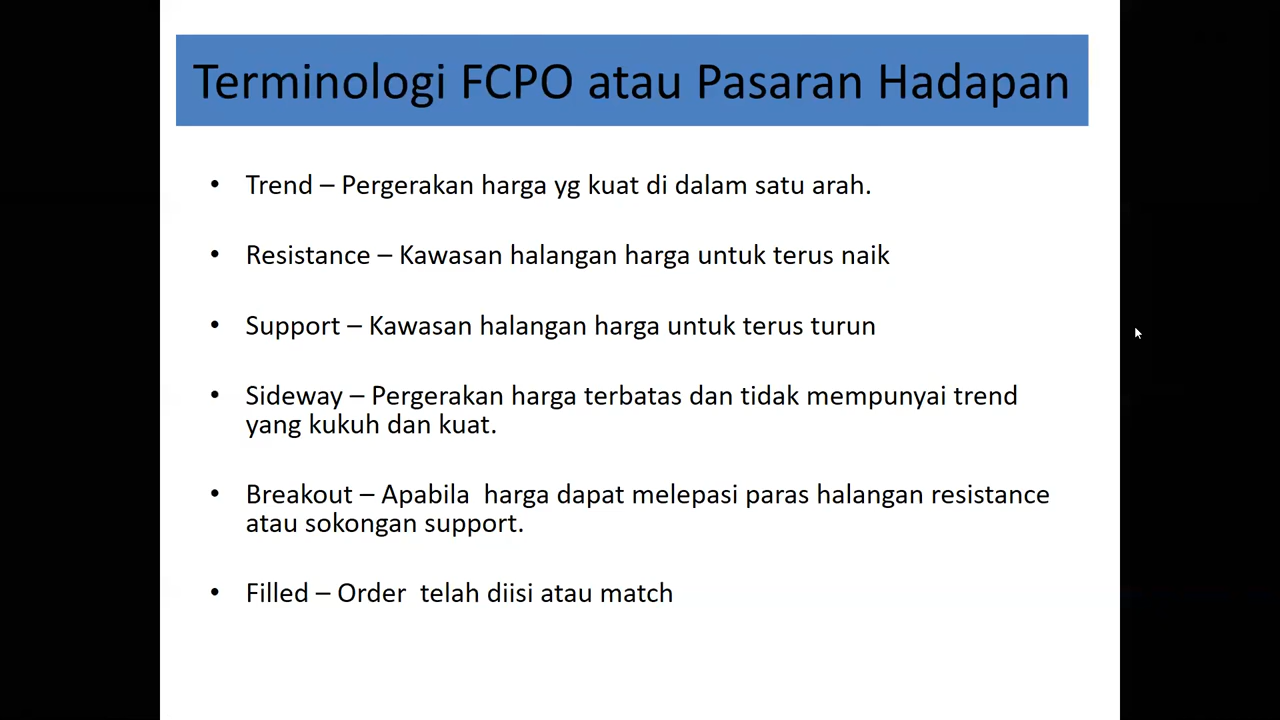 Terminologi FCPO atau Pasaran Hadapan
• Trend – Pergerakan harga yg kuat di dalam satu arah.
• Resistance – Kawasan halangan harga untuk terus naik
• Support – Kawasan halangan harga untuk terus turun
• Sideway – Pergerakan harga terbatas dan tidak mempunyai trend
yang kukuh dan kuat.
• Breakout – Apabila  harga dapat melepasi paras halangan resistance
atau sokongan support.
• Filled – Order  telah diisi atau match